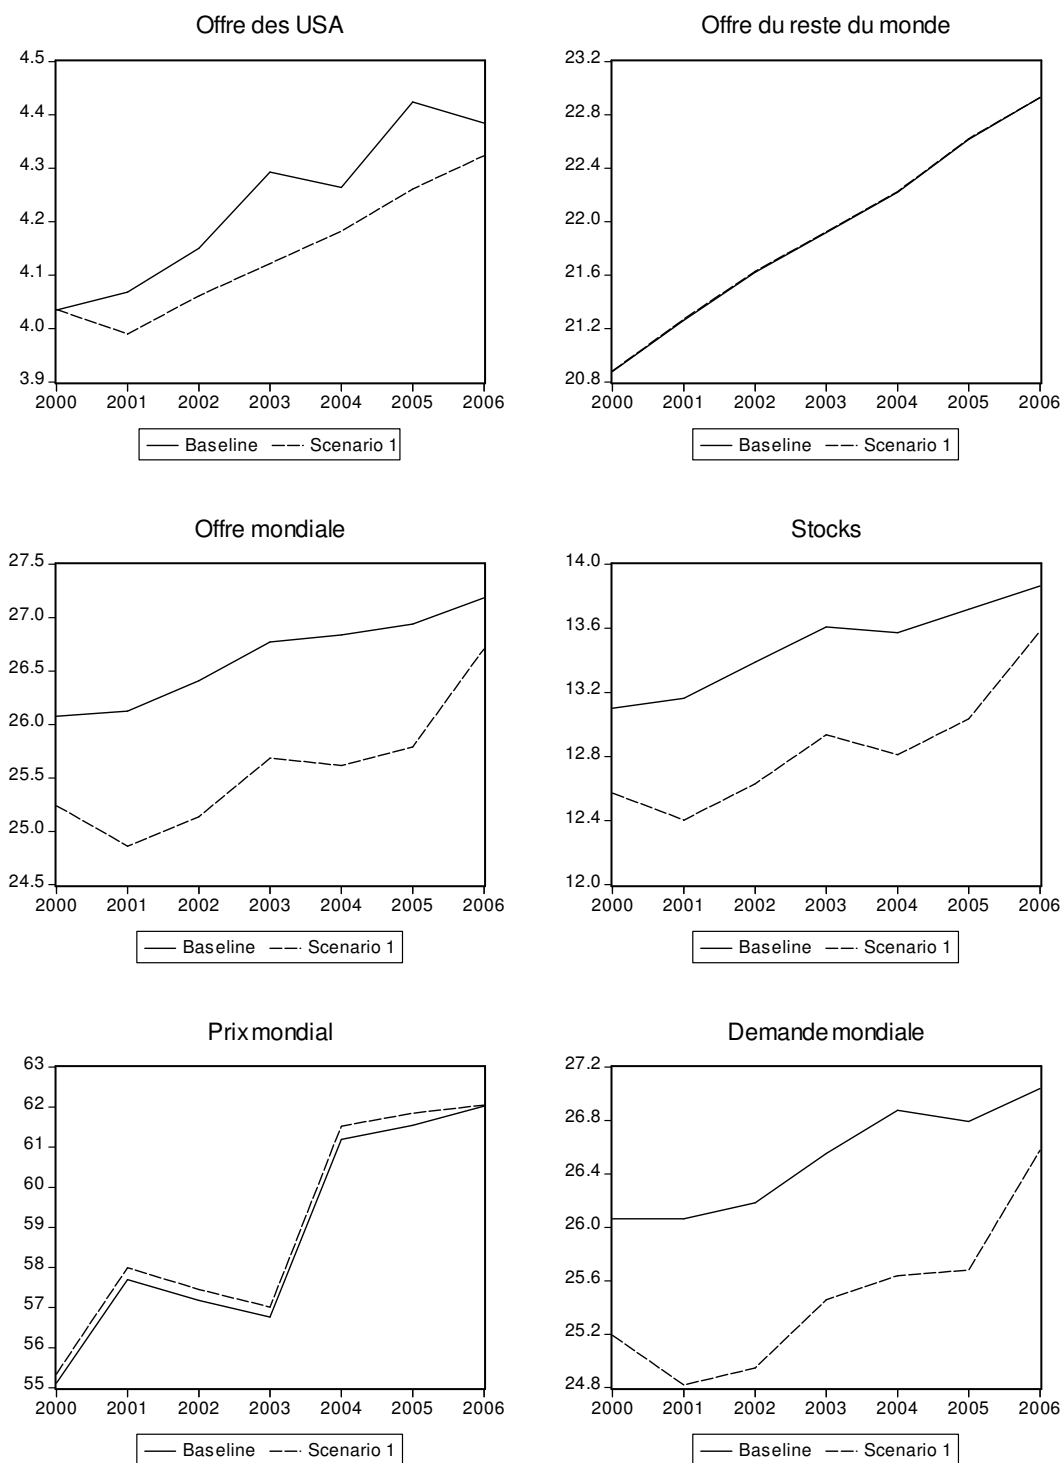 Offre des USA
4.5
4.4
4.3
4.2
4.1
4.0
3.9
2000 2001 2002 2003 2004 2005 2006
Baseline Scenario 1
Offre du reste du monde
23.2
22.8
22.4
22.0
21.6
21.2
20.8
2000 2001 2002 2003 2004 2005 2006
Baseline Scenario 1
Offre mondiale
27.5
27.0
26.5
26.0
25.5
25.0
24.5
2000 2001 2002 2003 2004 2005 2006
Baseline Scenario 1
Stocks
14.0
13.6
13.2
12.8
12.4
12.0
2000 2001 2002 2003 2004 2005 2006
Baseline Scenario 1
Prix mondial
63
62
61
60
59
58
57
56
55
2000 2001 2002 2003 2004 2005 2006
Baseline Scenario 1
Demande mondiale
27.2
26.8
26.4
26.0
25.6
25.2
24.8
2000 2001 2002 2003 2004 2005 2006
Baseline Scenario 1